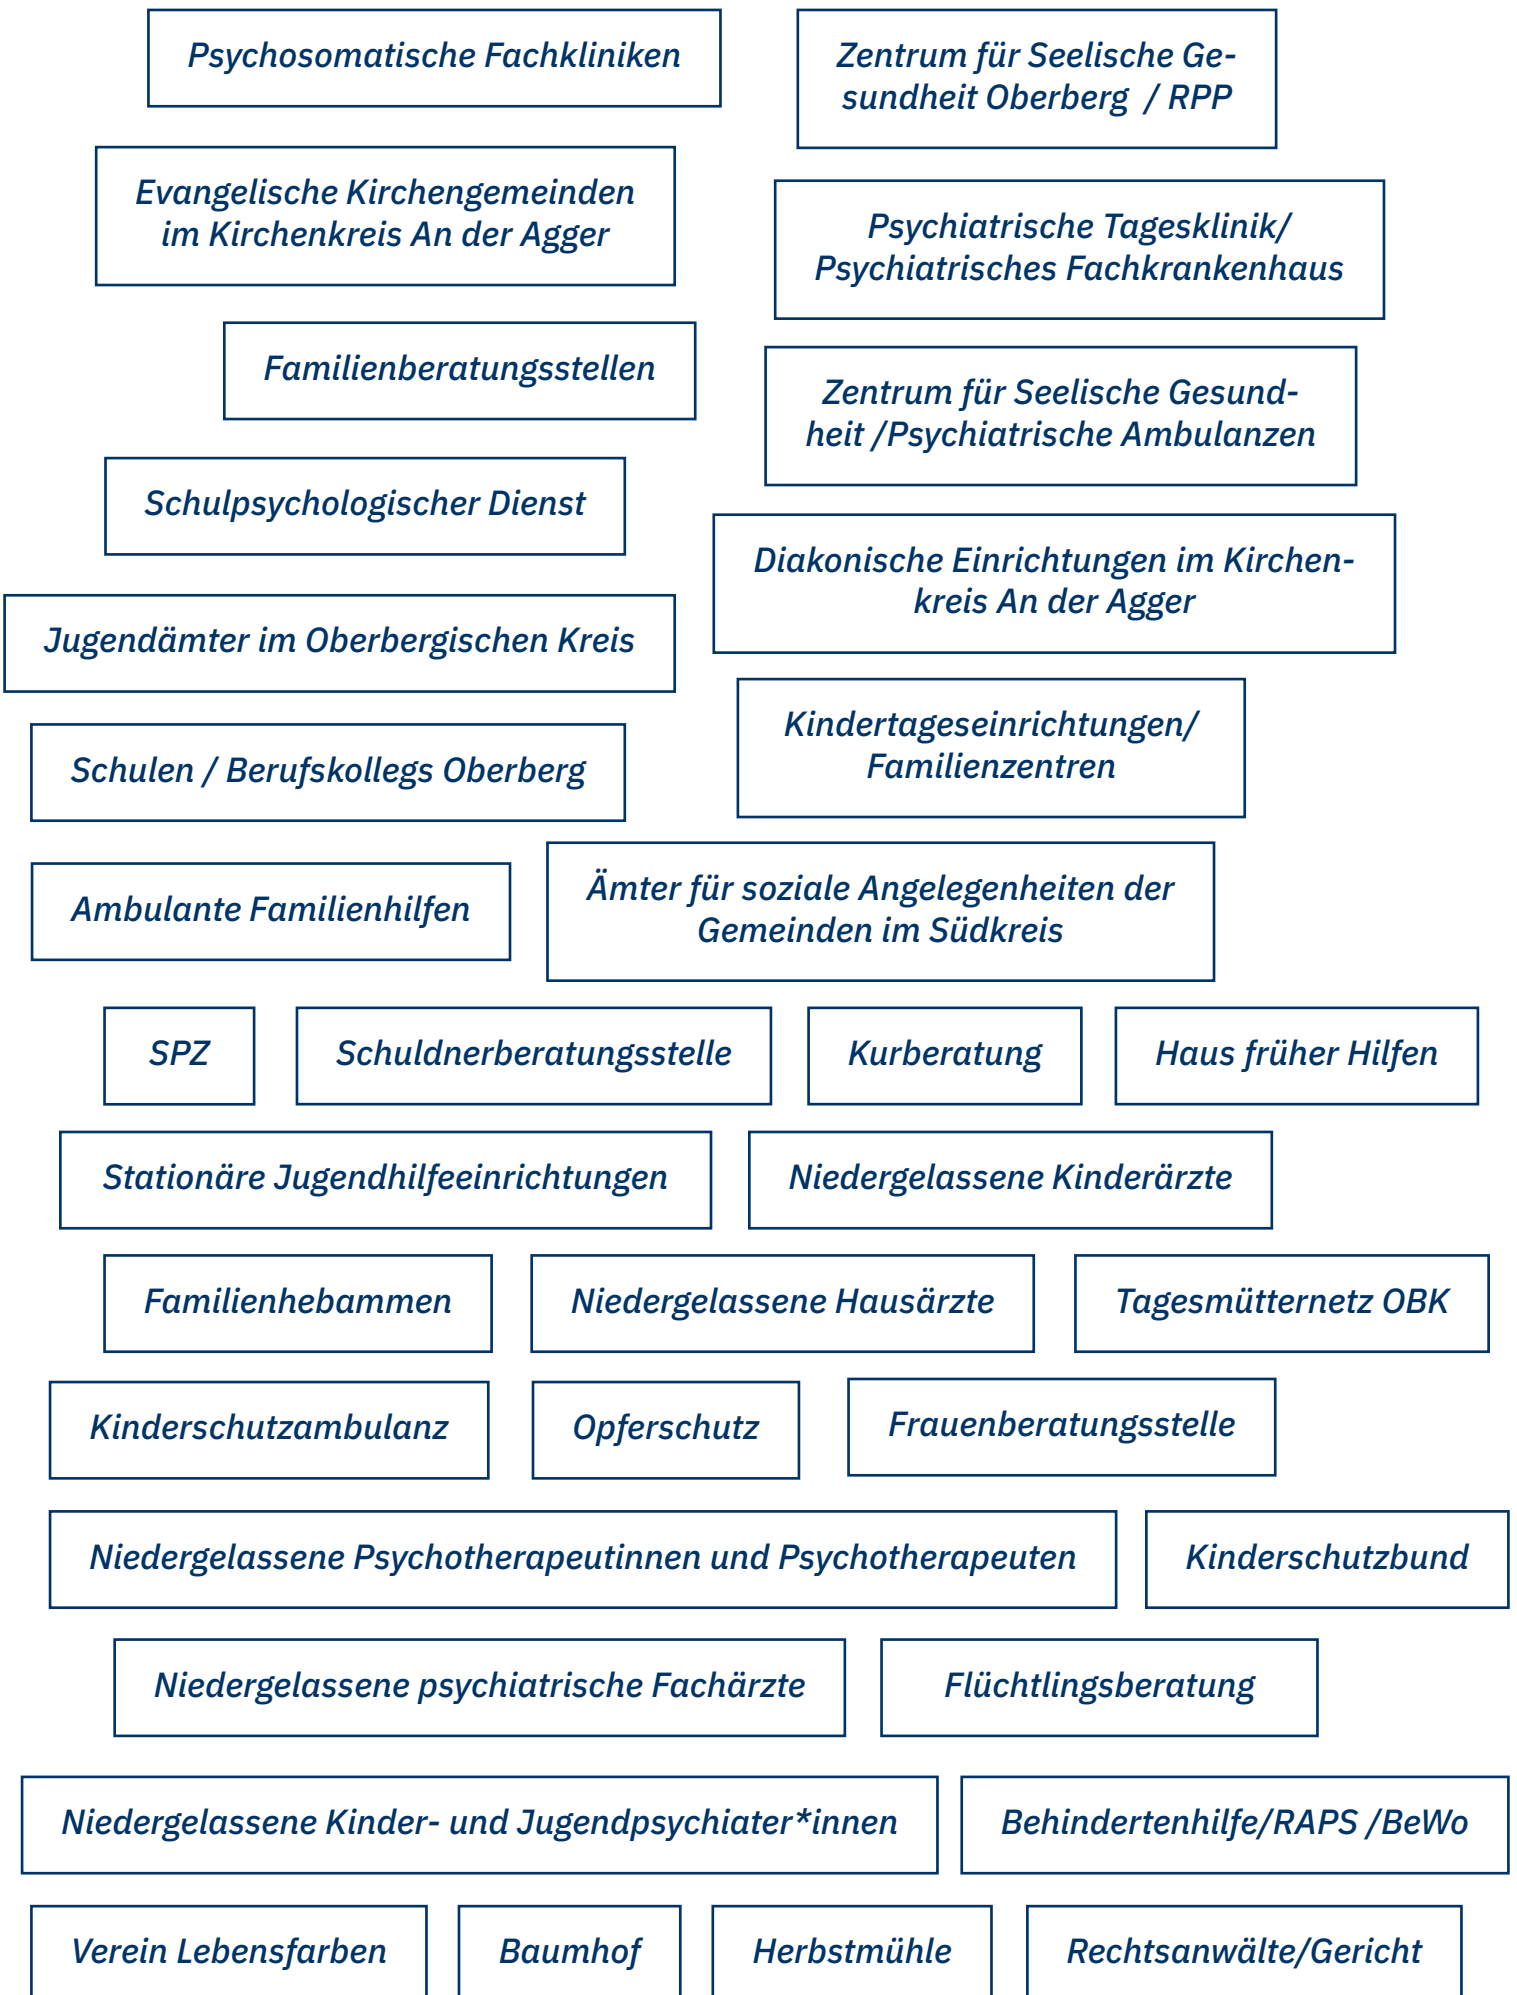 Psychosomatische Fachkliniken
Zentrum für Seelische Ge-
sundheit Oberberg / RPP
Evangelische Kirchengemeinden
im Kirchenkreis An der Agger
Psychiatrische Tagesklinik/
Psychiatrisches Fachkrankenhaus
Familienberatungsstellen
Zentrum für Seelische Gesund-
heit /Psychiatrische Ambulanzen
Schulpsychologischer Dienst
Diakonische Einrichtungen im Kirchen-
kreis An der Agger
Jugendämter im Oberbergischen Kreis
Kindertageseinrichtungen/
Familienzentren
Schulen / Berufskollegs Oberberg
Ambulante Familienhilfen
Ämter für soziale Angelegenheiten der
Gemeinden im Südkreis
SPZ
Schuldnerberatungsstelle
Kurberatung
Haus früher Hilfen
Stationäre Jugendhilfeeinrichtungen
Niedergelassene Kinderärzte
Familienhebammen
Niedergelassene Hausärzte
Tagesmütternetz OBK
Kinderschutzambulanz
Opferschutz
Frauenberatungsstelle
Niedergelassene Psychotherapeutinnen und Psychotherapeuten
Kinderschutzbund
Niedergelassene psychiatrische Fachärzte
Flüchtlingsberatung
Niedergelassene Kinder- und Jugendpsychiater*innen
Behindertenhilfe/RAPS /BeWo
Verein Lebensfarben
Baumhof
Herbstmühle
Rechtsanwälte/Gericht